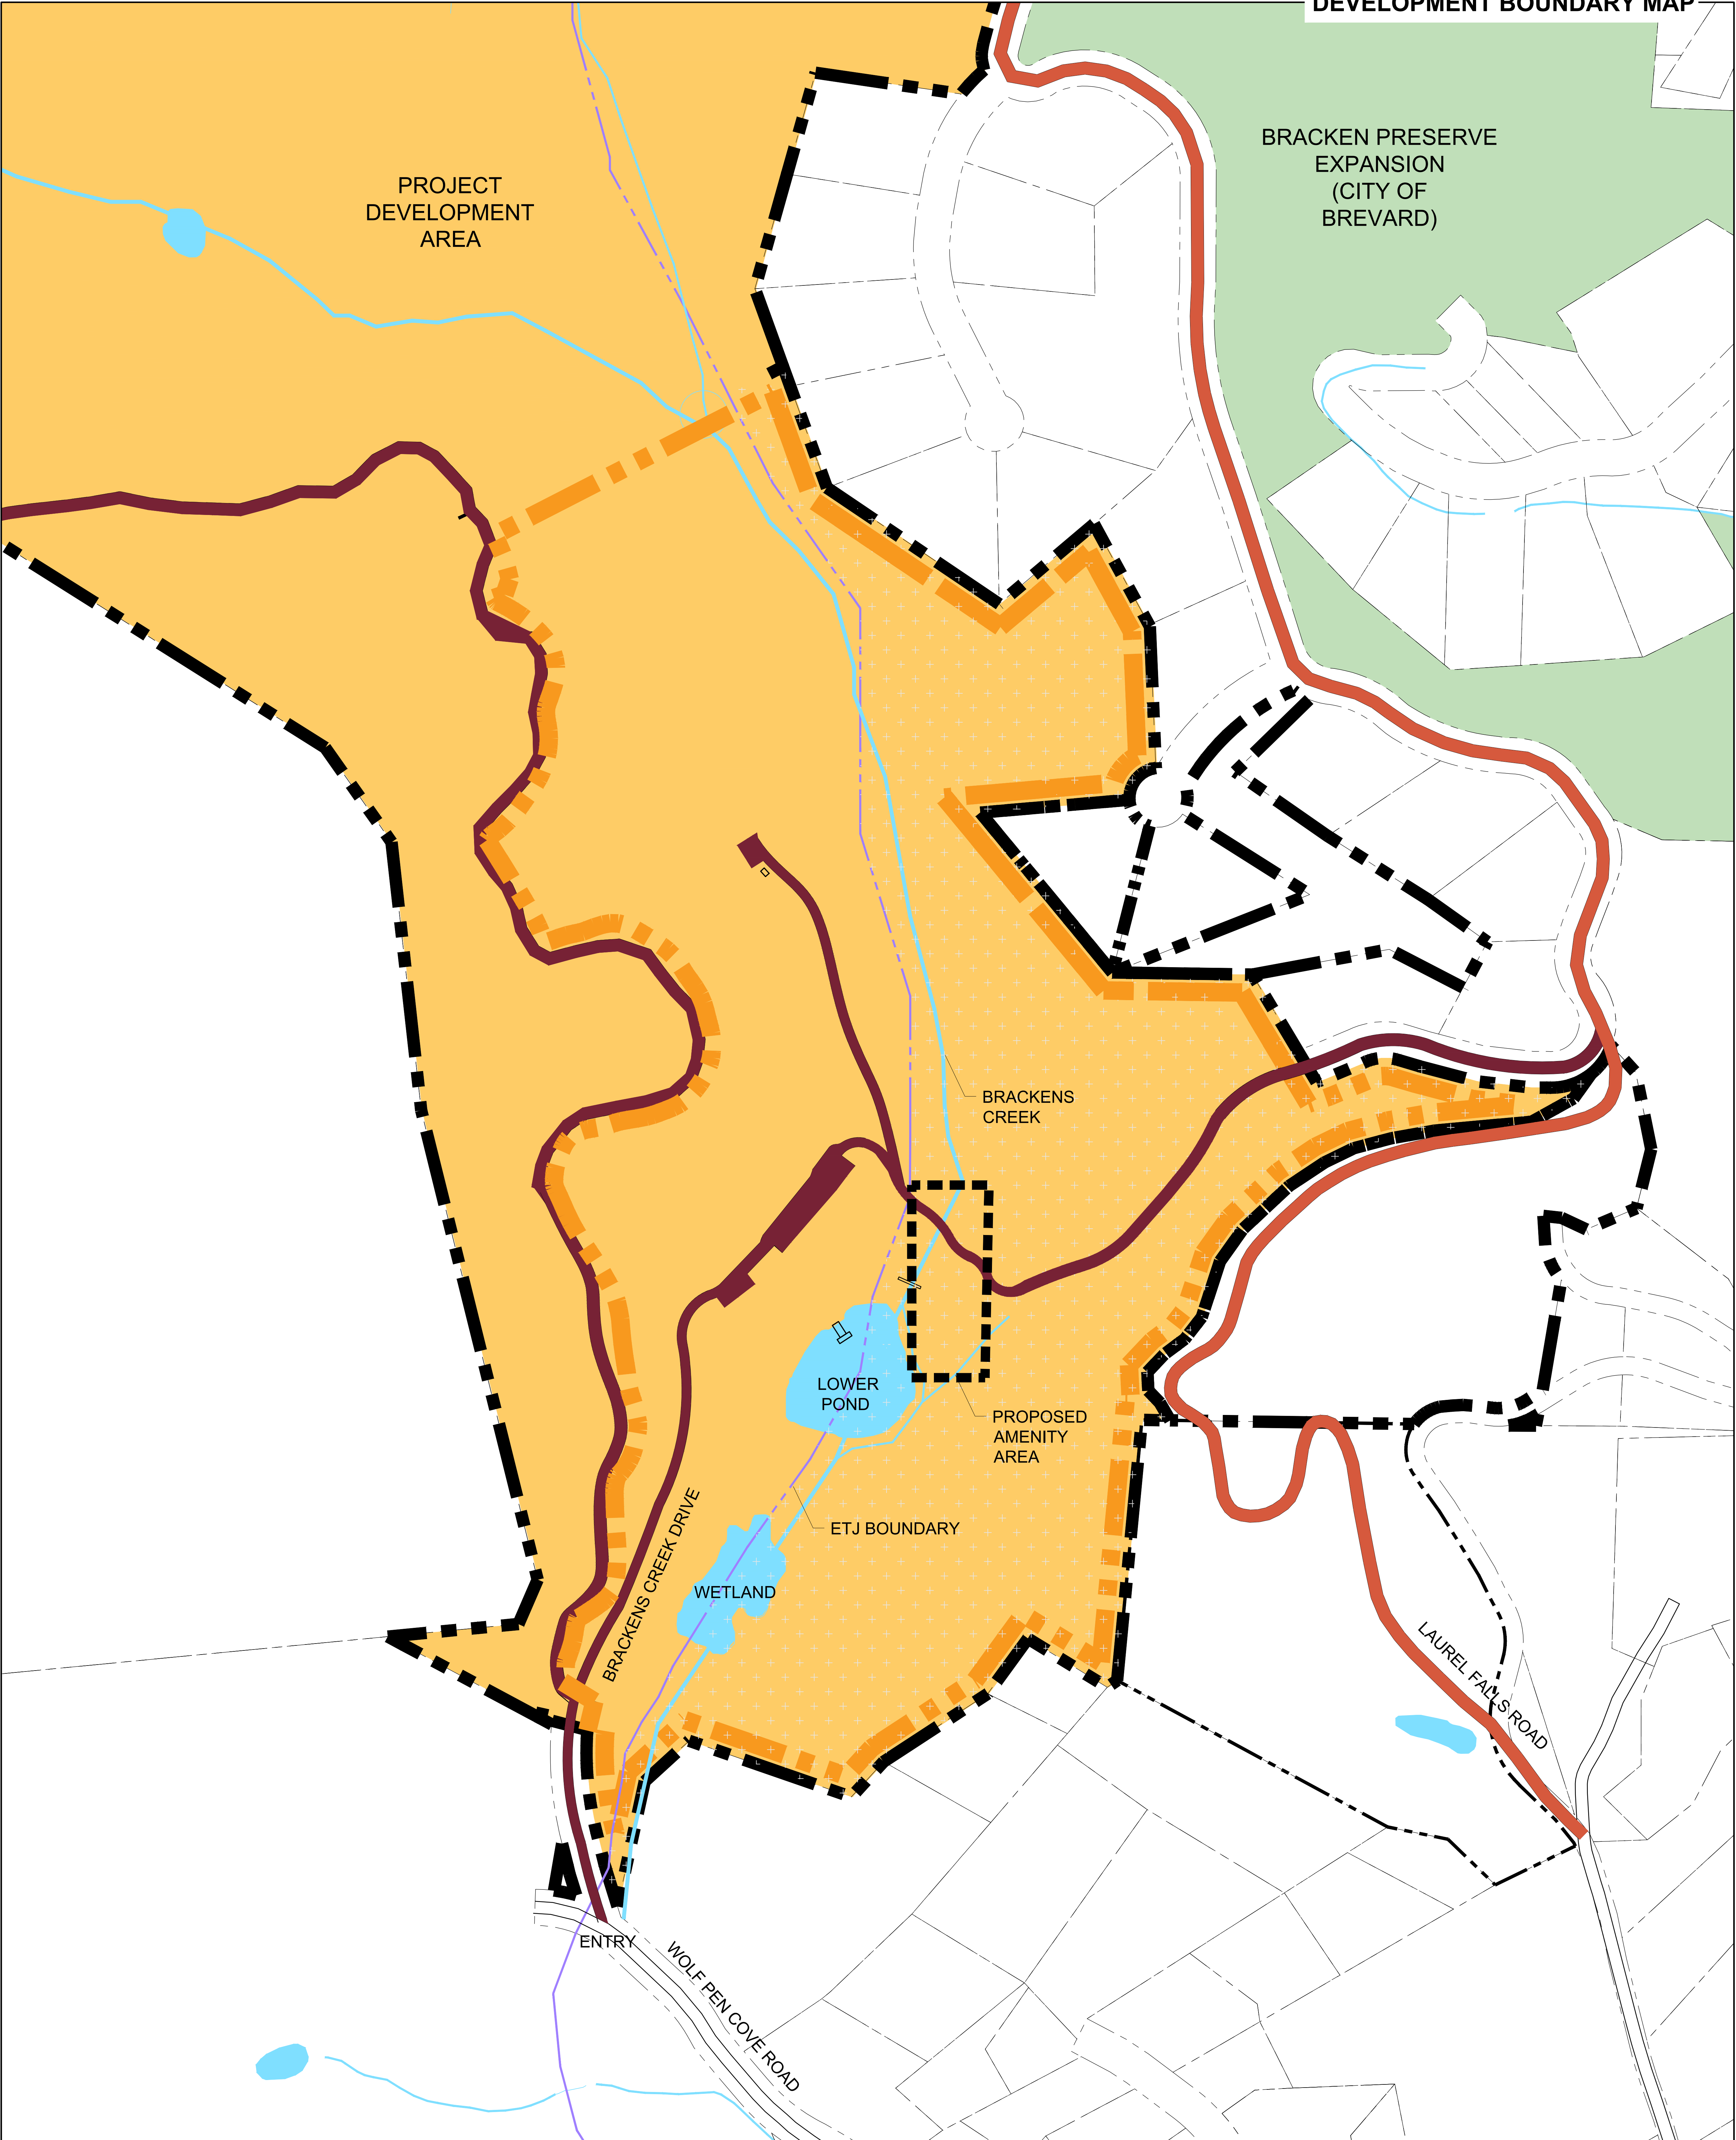 DEVELOPMENT BOUNDARY MAP
BRACKEN PRESERVE
EXPANSION
(CITY OF
BREVARD)
PROJECT
DEVELOPMENT
AREA
BRACKENS
CREEK
LOWER
POND
PROPOSED
AMENITY
AREA
ETJ BOUNDARY
WETLAND
BRACKENS CREEK DRIVE
LAUREL FALLS ROAD
ENTRY
WOLF PEN COVE ROAD